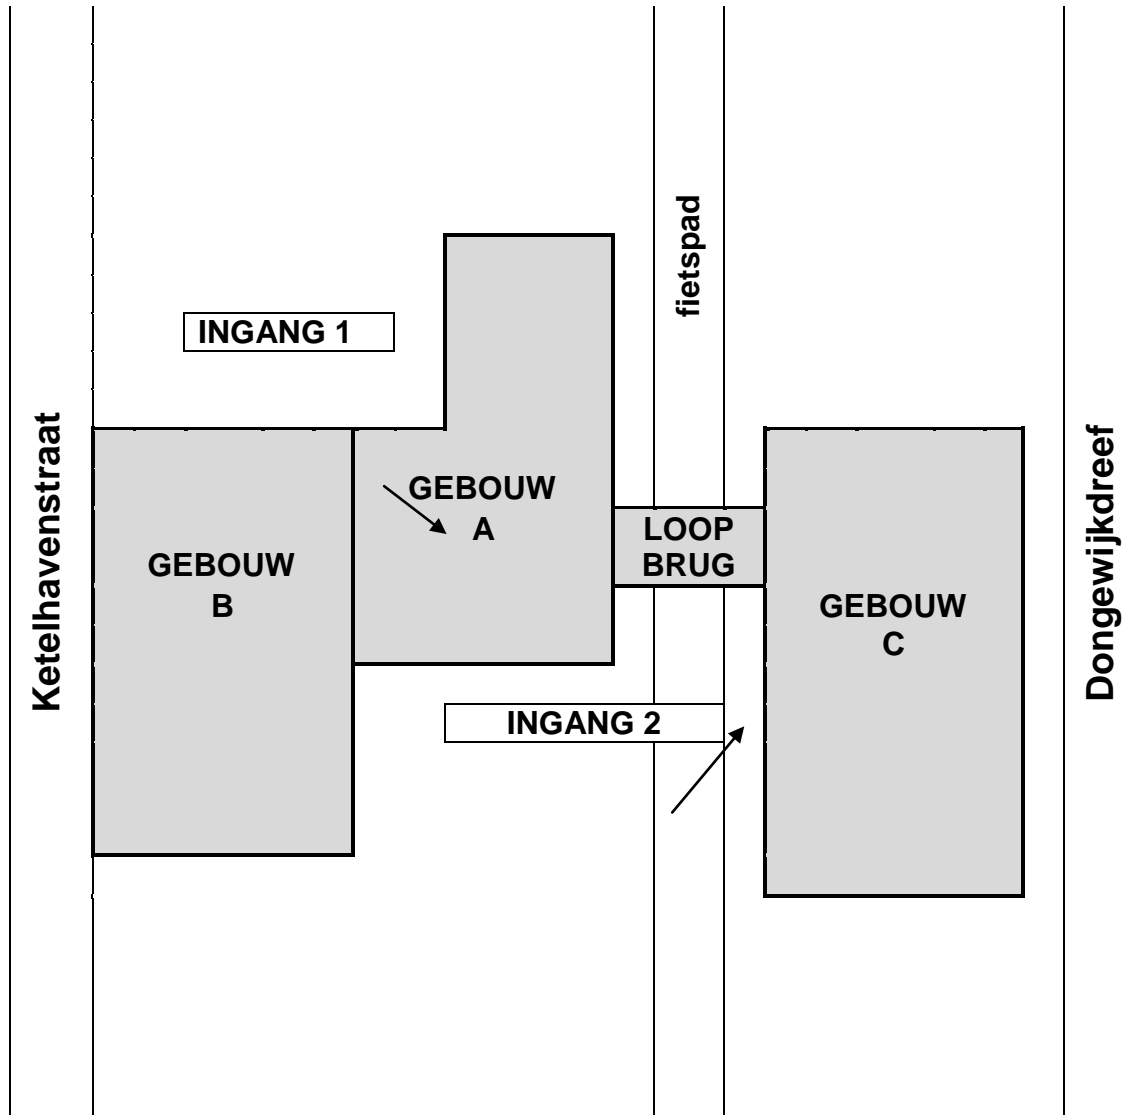 fietspad
INGANG 1
Ketelhavenstraat
GEBOUW
A
LOOP
BRUG
GEBOUW
B
GEBOUW
C
Dongewijkdreef
INGANG 2